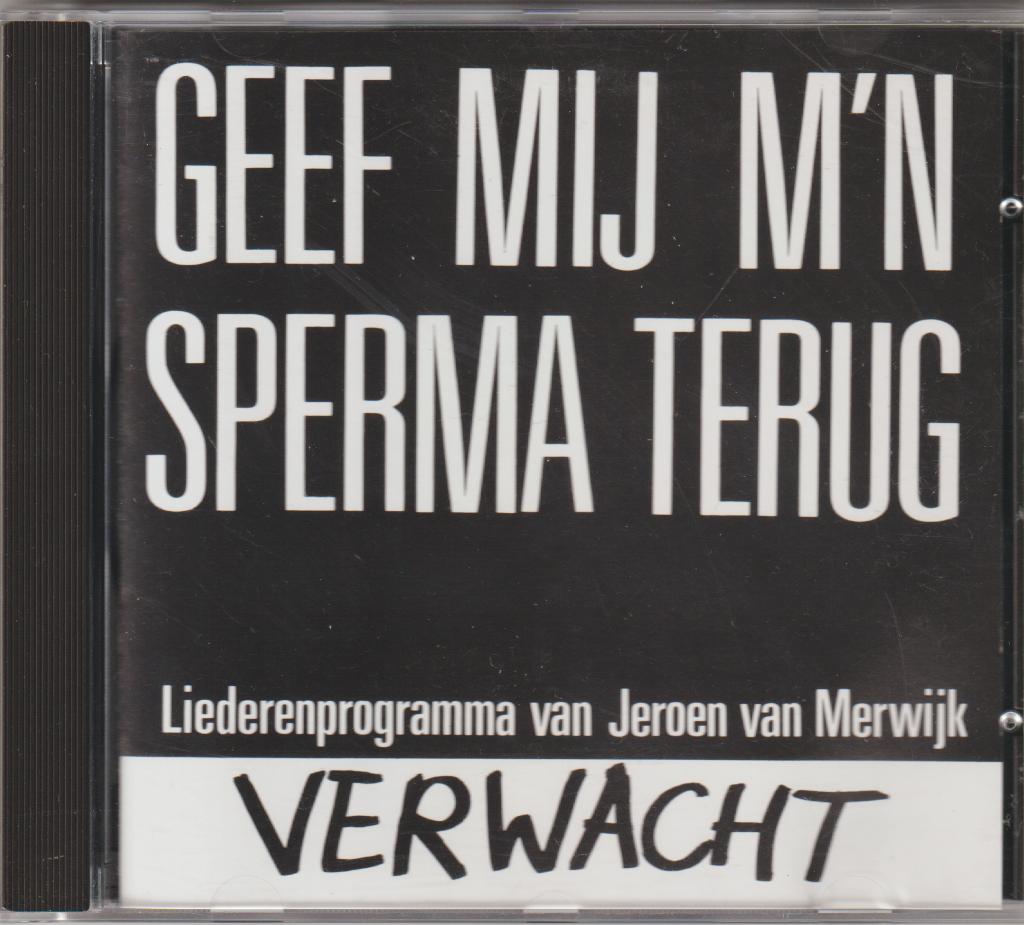 GEEF MIJ M'N
SPERMA TERUG
Liederenprogramma van Jeroen van Merwijk
VERWACHT